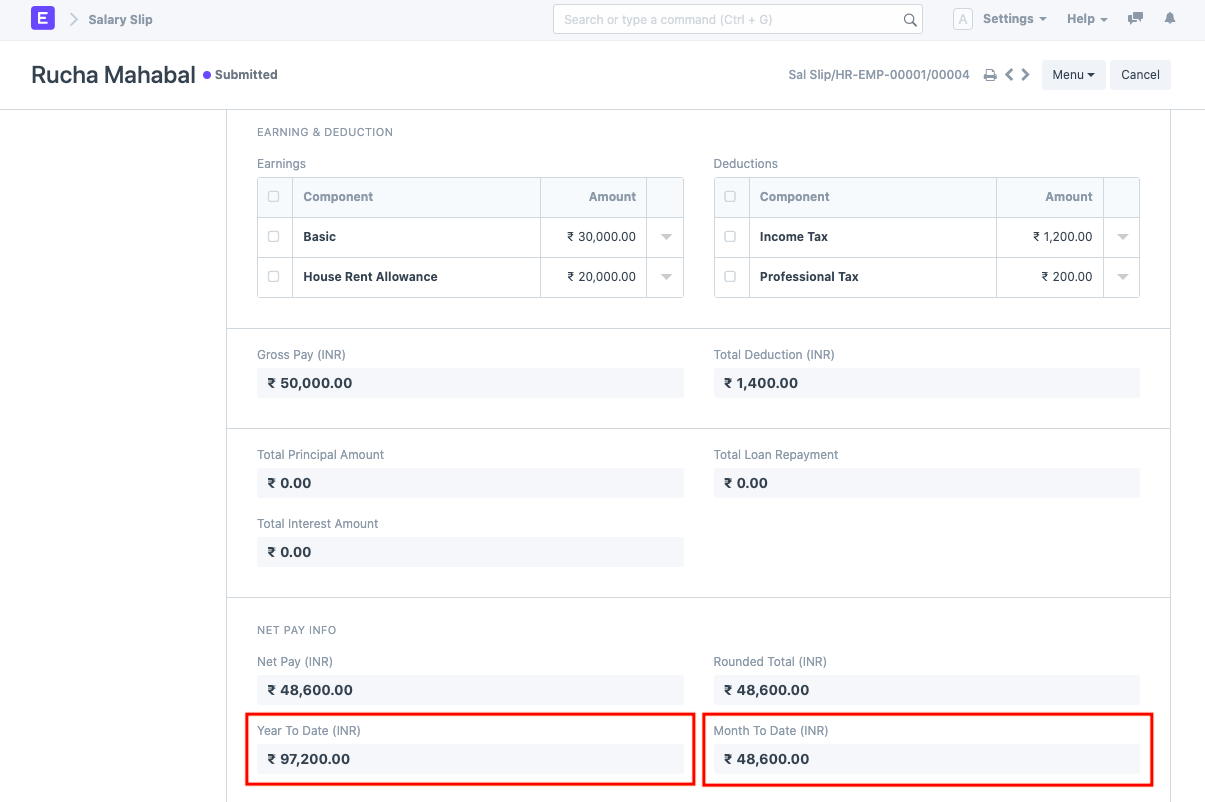 E Salary Slip Search or type a command (Ctrl + G) A Settings Help
Rucha Mahabal Submitted Sal Slip/HR-EMP-00001/00004 Menu Cancel
EARNING & DEDUCTION
Earnings
Component Amount
Basic ₹ 30,000.00
House Rent Allowance ₹ 20,000.00
Deductions
Component Amount
Income Tax ₹ 1,200.00
Professional Tax ₹ 200.00
Gross Pay (INR)
₹ 50,000.00
Total Deduction (INR)
₹ 1,400.00
Total Principal Amount
₹ 0.00
Total Loan Repayment
₹ 0.00
Total Interest Amount
₹ 0.00
NET PAY INFO
Net Pay (INR)
₹ 48,600.00
Rounded Total (INR)
₹ 48,600.00
Year To Date (INR)
₹ 97,200.00
Month To Date (INR)
₹ 48,600.00